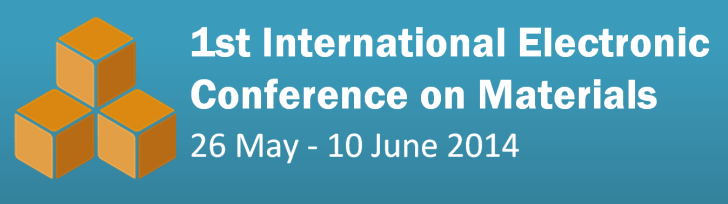 1st International Electronic
Conference on Materials
26 May - 10 June 2014